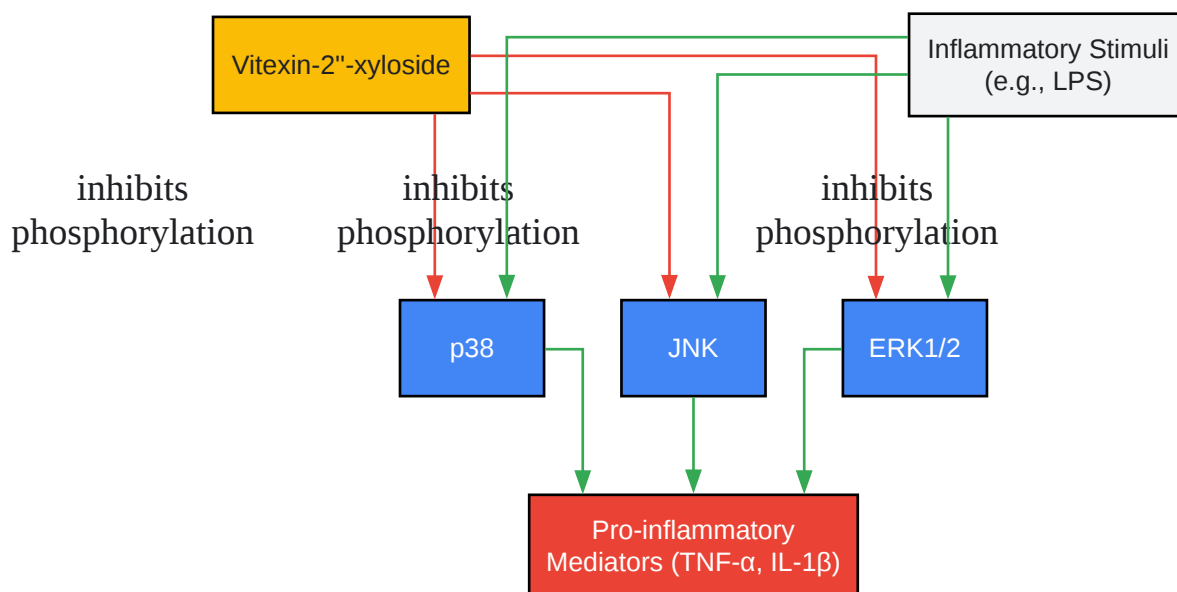 Vitexin-2"-xyloside
Inflammatory Stimuli
(e.g., LPS)
inhibits
phosphorylation
inhibits
phosphorylation
inhibits
phosphorylation
p38
JNK
ERK1/2
Pro-inflammatory
Mediators (TNF-α, IL-1β)